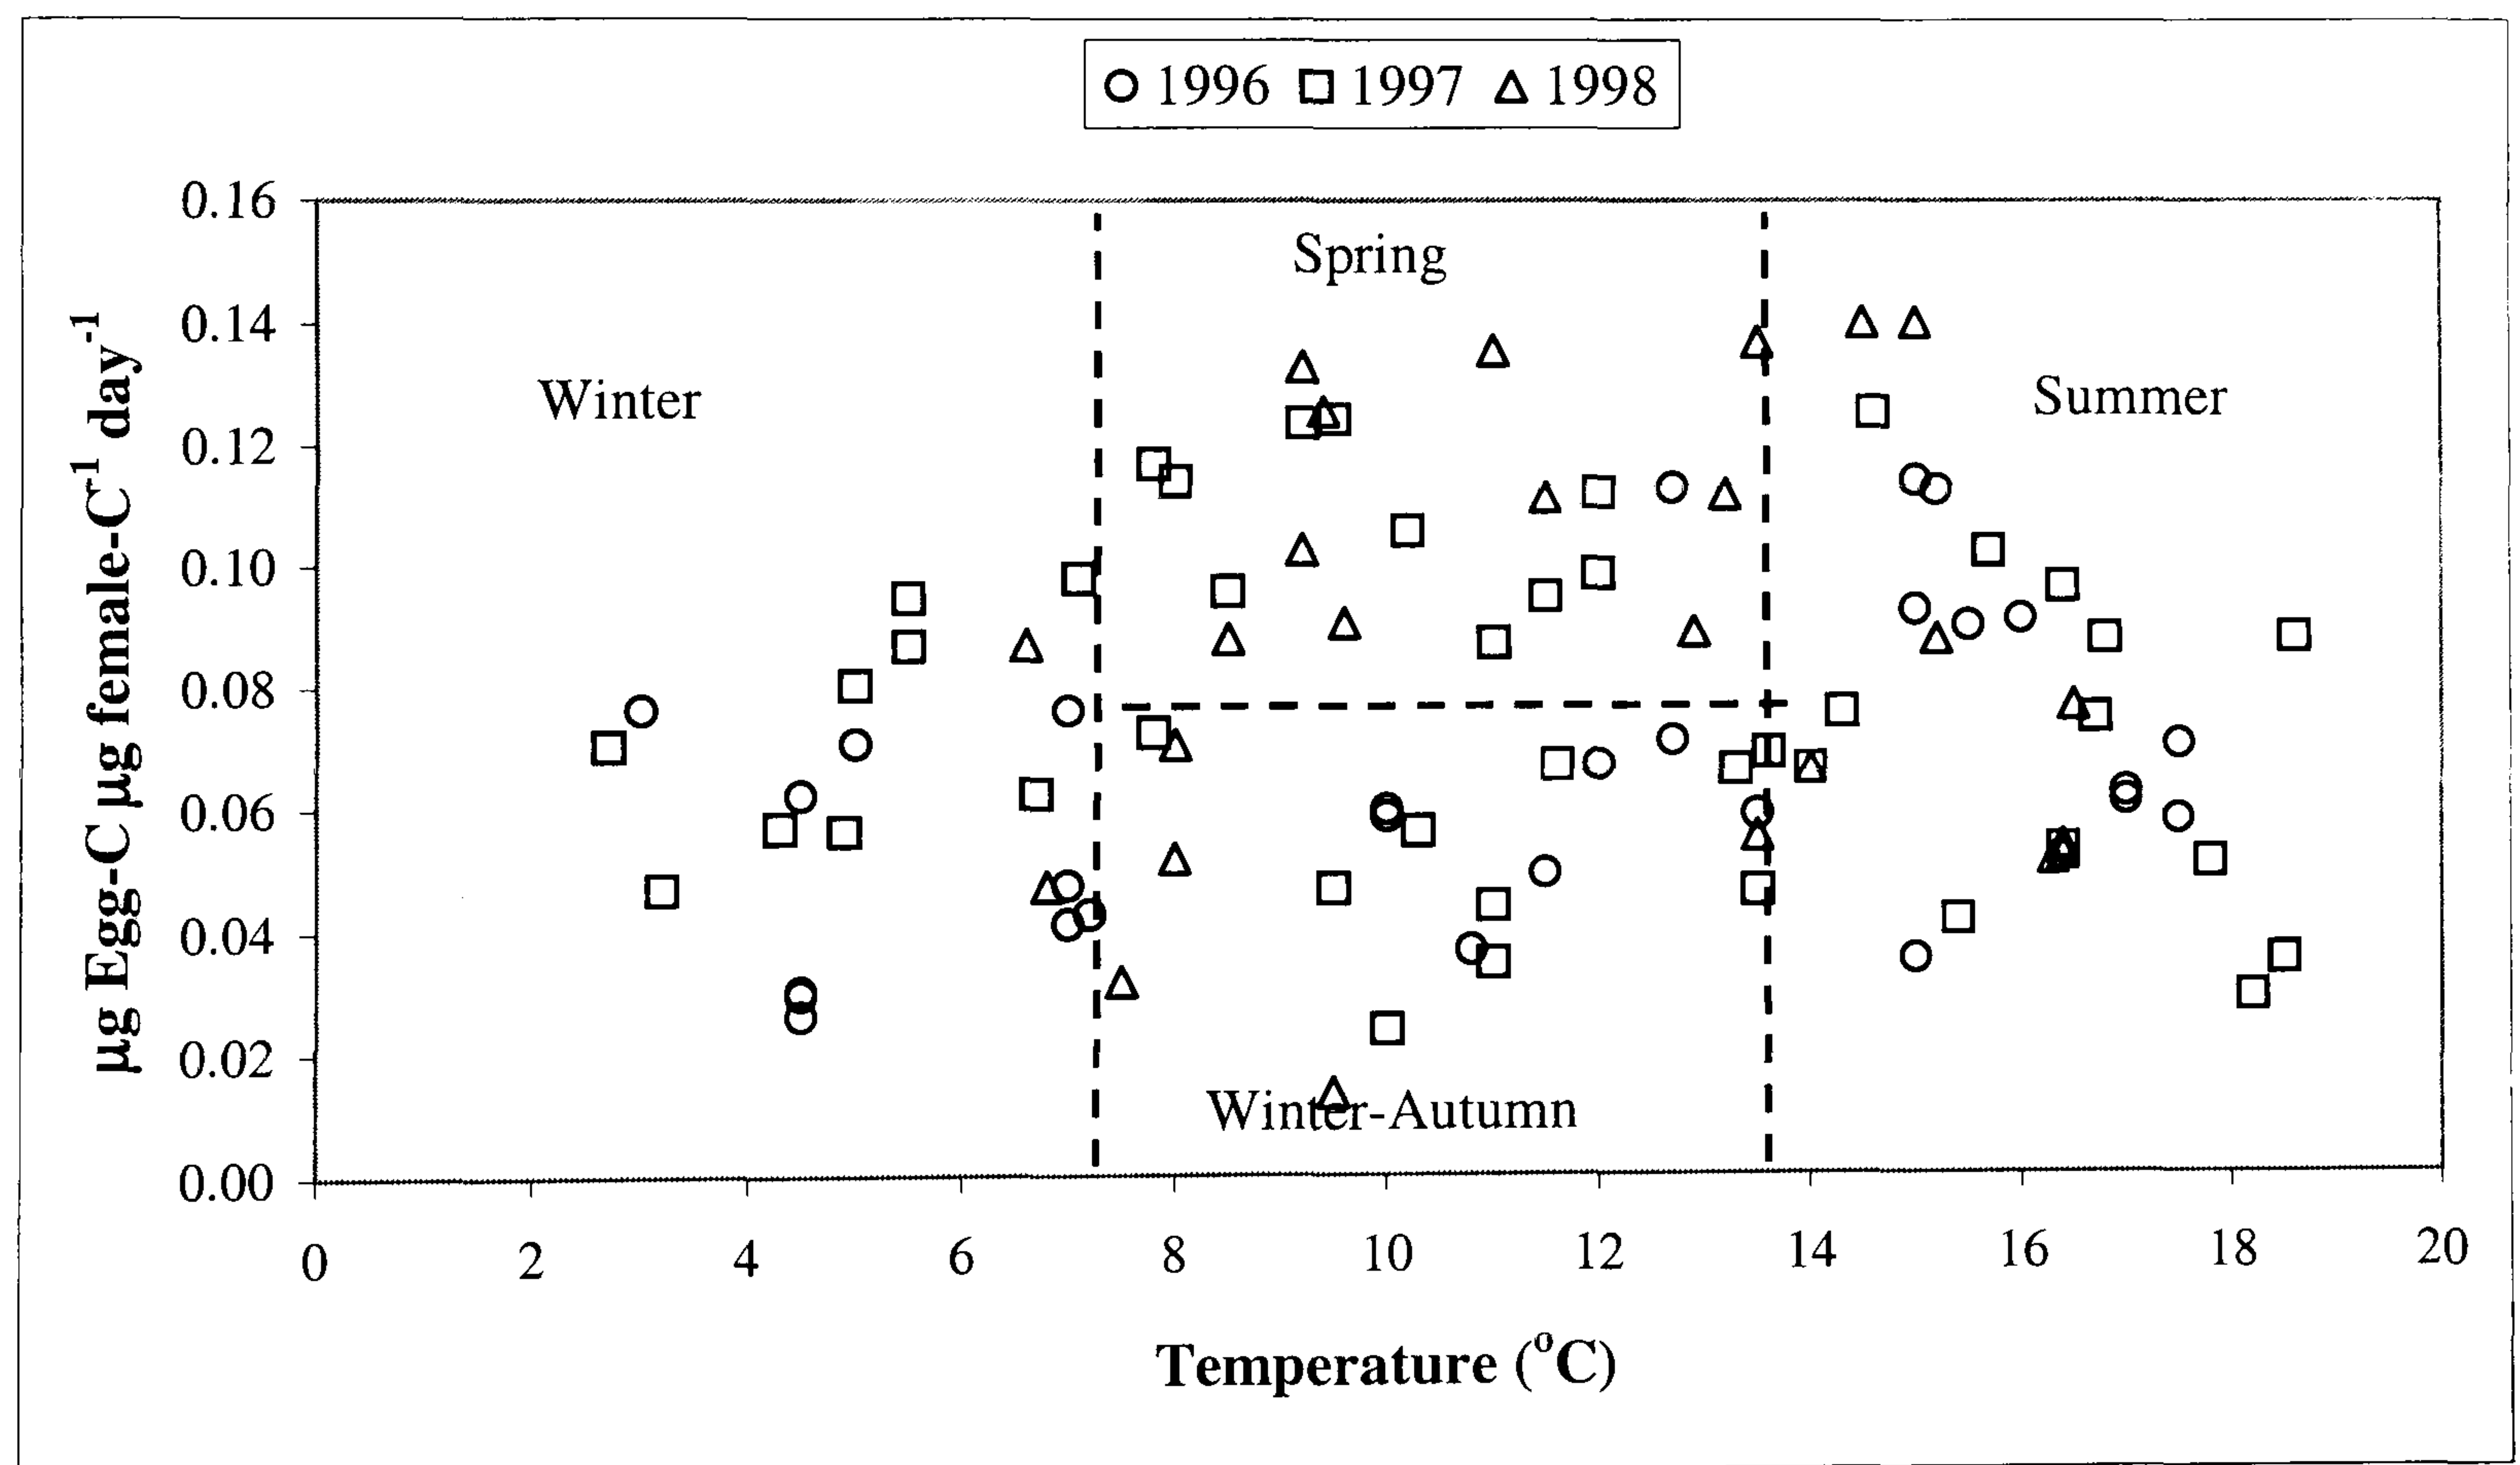 1996 1997 1998
0.16
0.14
0.12
0.10
0.08
0.06
0.04
0.02
0.00
µg Egg-C µg female-C⁻¹ day⁻¹
Spring
Winter
Summer
Winter-Autumn
0 2 4 6 8 10 12 14 16 18 20
Temperature (°C)